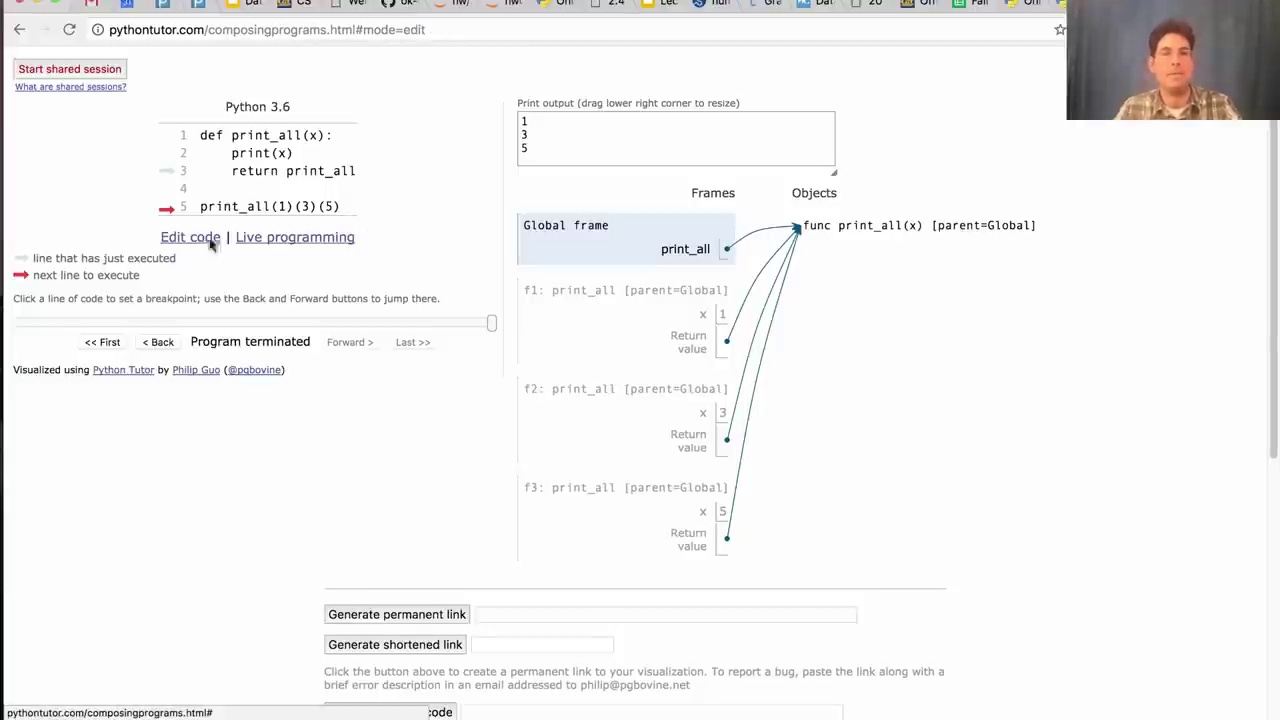 pythontutor.com/composingprograms.html#mode=edit
Start shared session
What are shared sessions?
Python 3.6
1 def print_all(x):
2 print(x)
3 return print_all
4
5 print_all(1)(3)(5)
Edit code | Live programming
line that has just executed
next line to execute
Click a line of code to set a breakpoint; use the Back and Forward buttons to jump there.
<< First < Back Program terminated Forward > Last >>
Visualized using Python Tutor by Philip Guo (@pgbovine)
Print output (drag lower right corner to resize)
1
3
5
Frames Objects
Global frame
print_all
func print_all(x) [parent=Global]
f1: print_all [parent=Global]
x 1
Return
value
f2: print_all [parent=Global]
x 3
Return
value
f3: print_all [parent=Global]
x 5
Return
value
Generate permanent link
Generate shortened link
Click the button above to create a permanent link to your visualization. To report a bug, paste the link along with a
brief error description in an email addressed to philip@pgbovine.net
pythontutor.com/composingprograms.html#
code